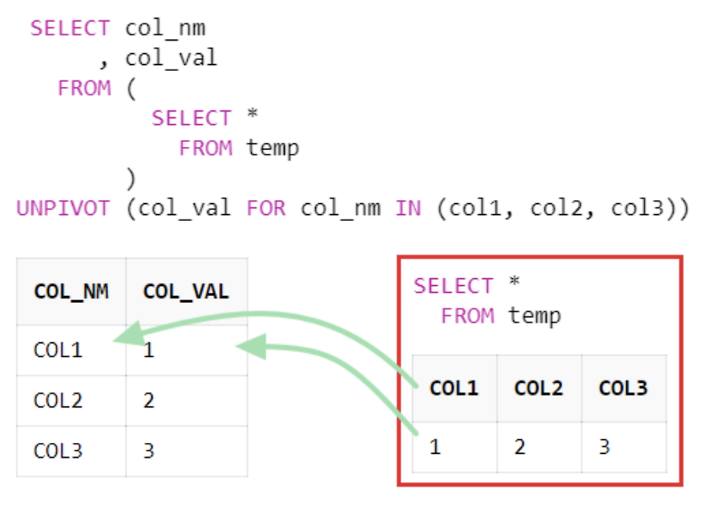 SELECT col_nm
, col_val
FROM (
SELECT *
FROM temp
)
UNPIVOT (col_val FOR col_nm IN (col1, col2, col3))
COL_NM COL_VAL
COL1 1
COL2 2
COL3 3
SELECT *
FROM temp
COL1 COL2 COL3
1 2 3